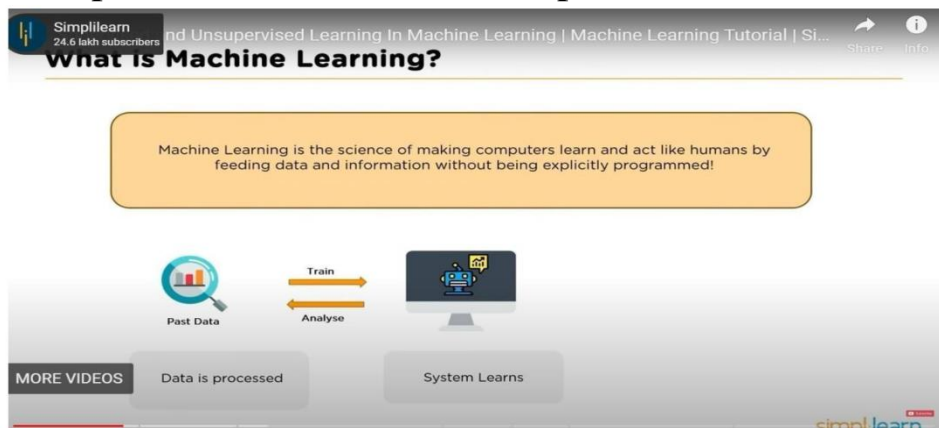 Simplilearn
24.6 lakh subscribers
nd Unsupervised Learning In Machine Learning | Machine Learning Tutorial | Si...
Share
Info
What is Machine Learning?
Machine Learning is the science of making computers learn and act like humans by
feeding data and information without being explicitly programmed!
Train
Analyse
Past Data
MORE VIDEOS
Data is processed
System Learns
simplilearn